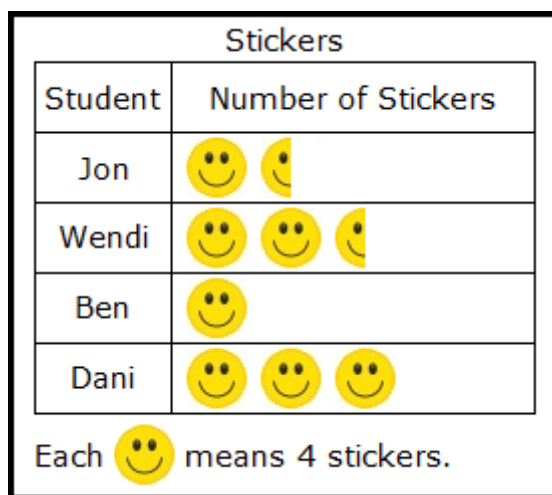 Stickers
Student Number of Stickers
Jon
Wendi
Ben
Dani
Each means 4 stickers.